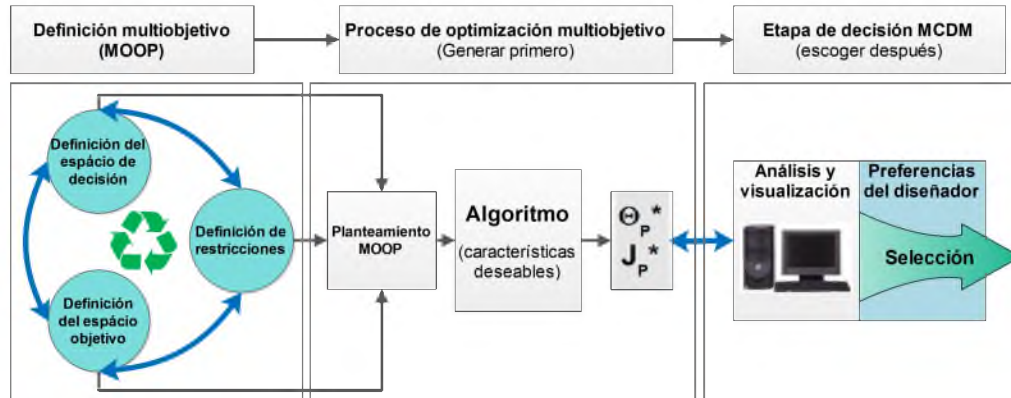 Definición multiobjetivo
(MOOP)
Proceso de optimización multiobjetivo
(Generar primero)
Etapa de decisión MCDM
(escoger después)
Definición del
espácio de
decisión
Definición de
restricciones
Definición
del espácio
objetivo
Planteamiento
MOOP
Algoritmo
(características
deseables)
Θ_P*
J_P*
Análisis y
visualización
Preferencias
del diseñador
Selección